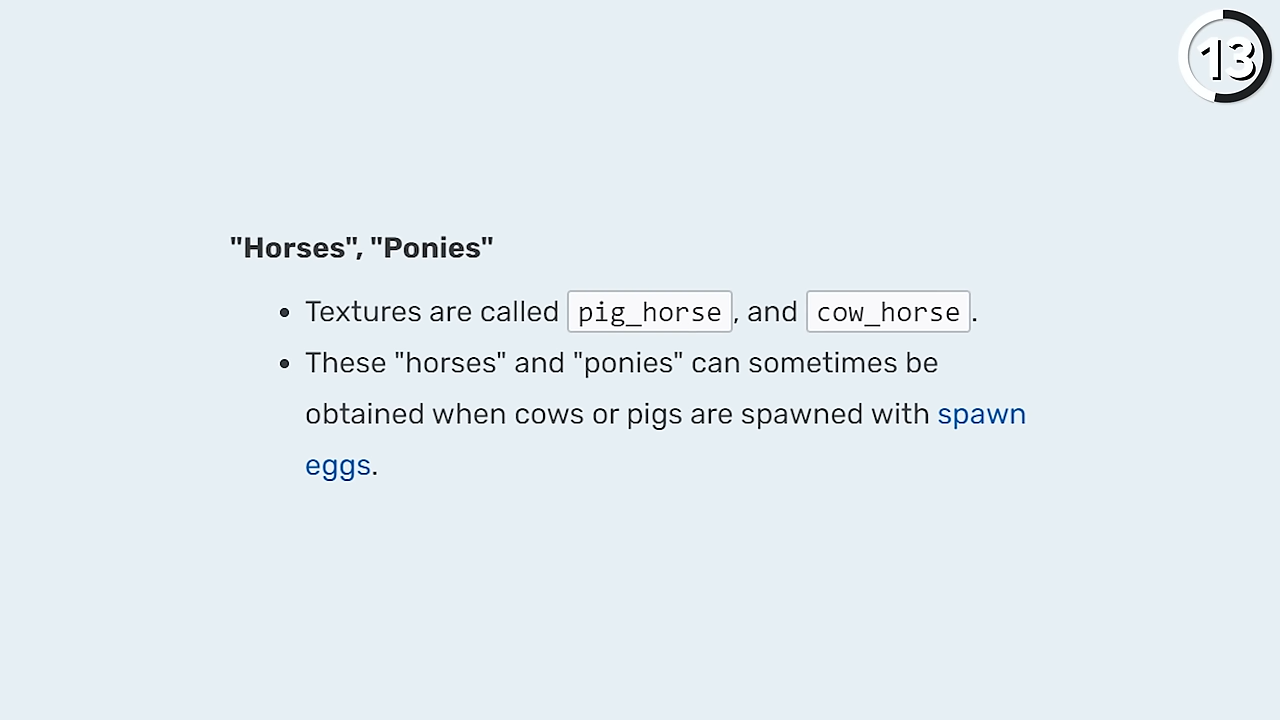 13
"Horses", "Ponies"
Textures are called pig_horse, and cow_horse.
These "horses" and "ponies" can sometimes be
obtained when cows or pigs are spawned with spawn
eggs.